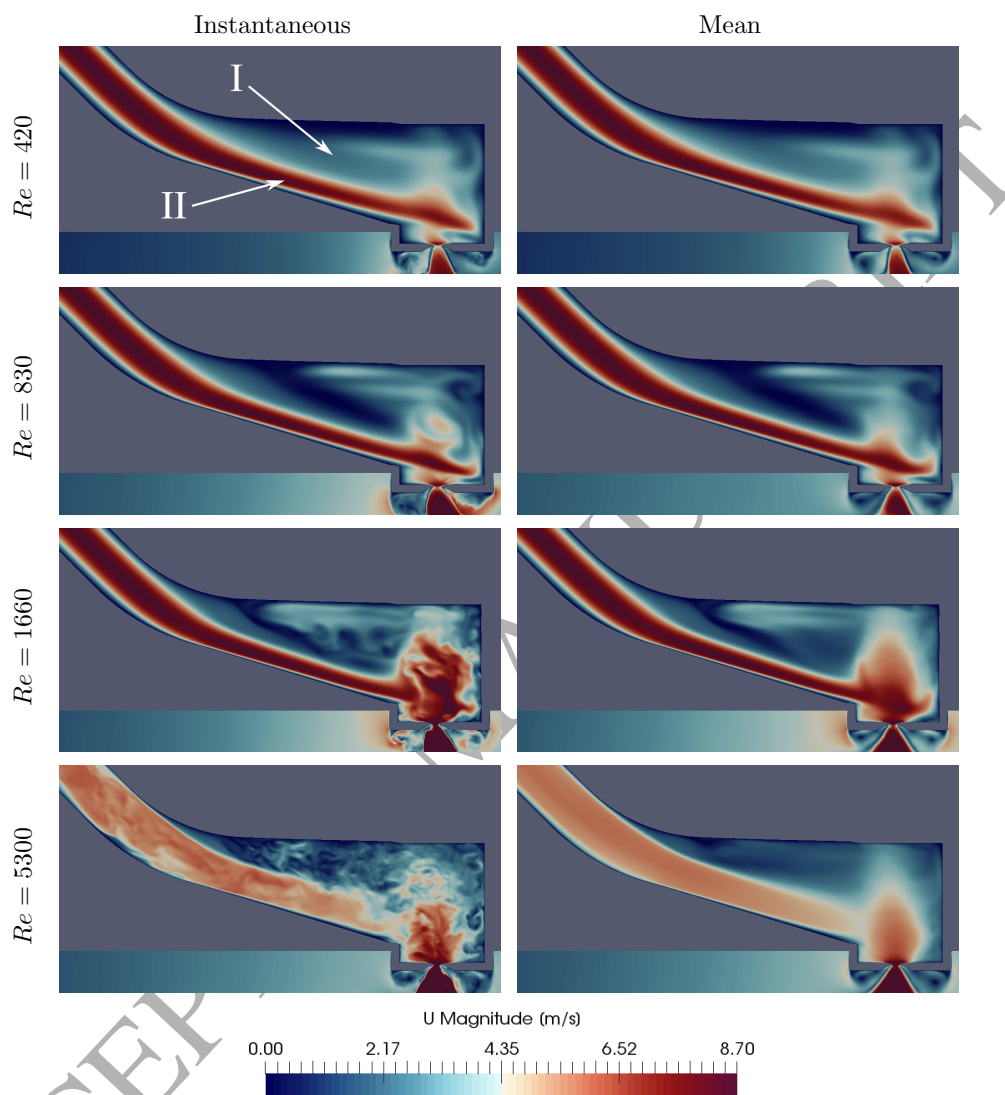 Instantaneous Mean
Re = 420
I
II
Re = 830
Re = 1660
Re = 5300
U Magnitude (m/s)
0.00 2.17 4.35 6.52 8.70